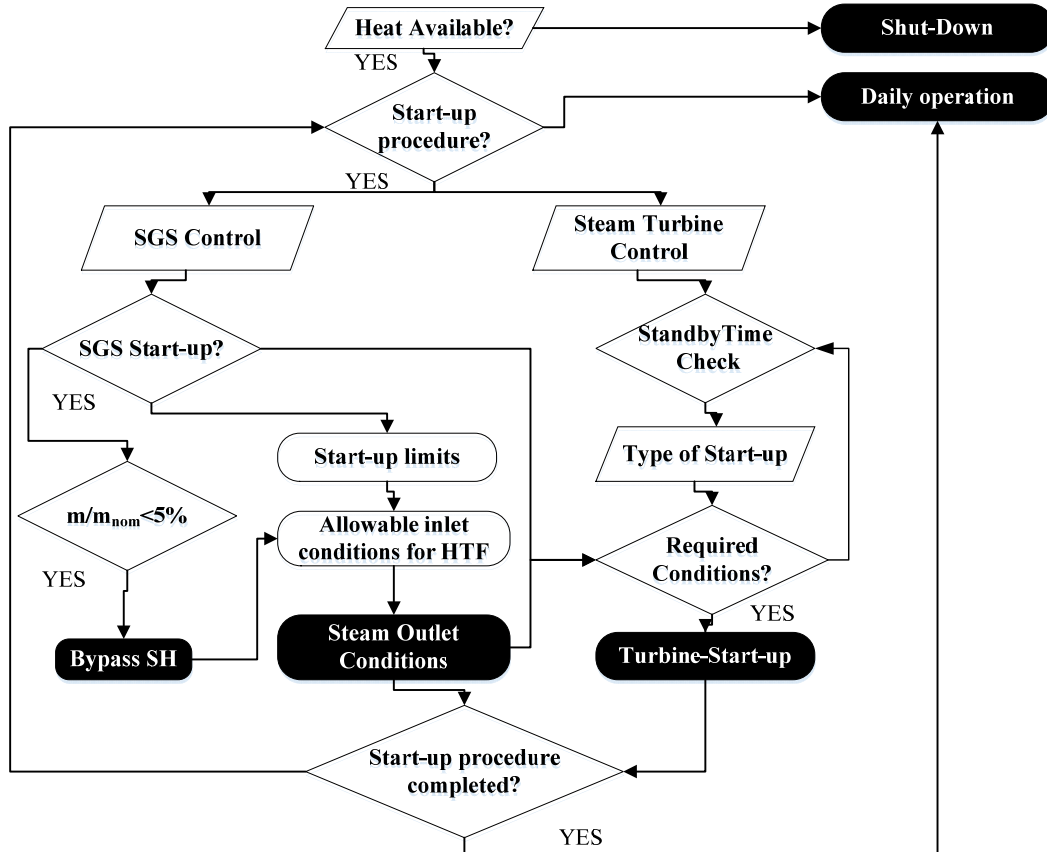 Heat Available?
Shut-Down
YES
Daily operation
Start-up
procedure?
YES
SGS Control
Steam Turbine
Control
SGS Start-up?
StandbyTime
Check
YES
Start-up limits
Type of Start-up
m/mnom<5%
Allowable inlet
conditions for HTF
Required
Conditions?
YES
YES
Bypass SH
Steam Outlet
Conditions
Turbine-Start-up
Start-up procedure
completed?
YES